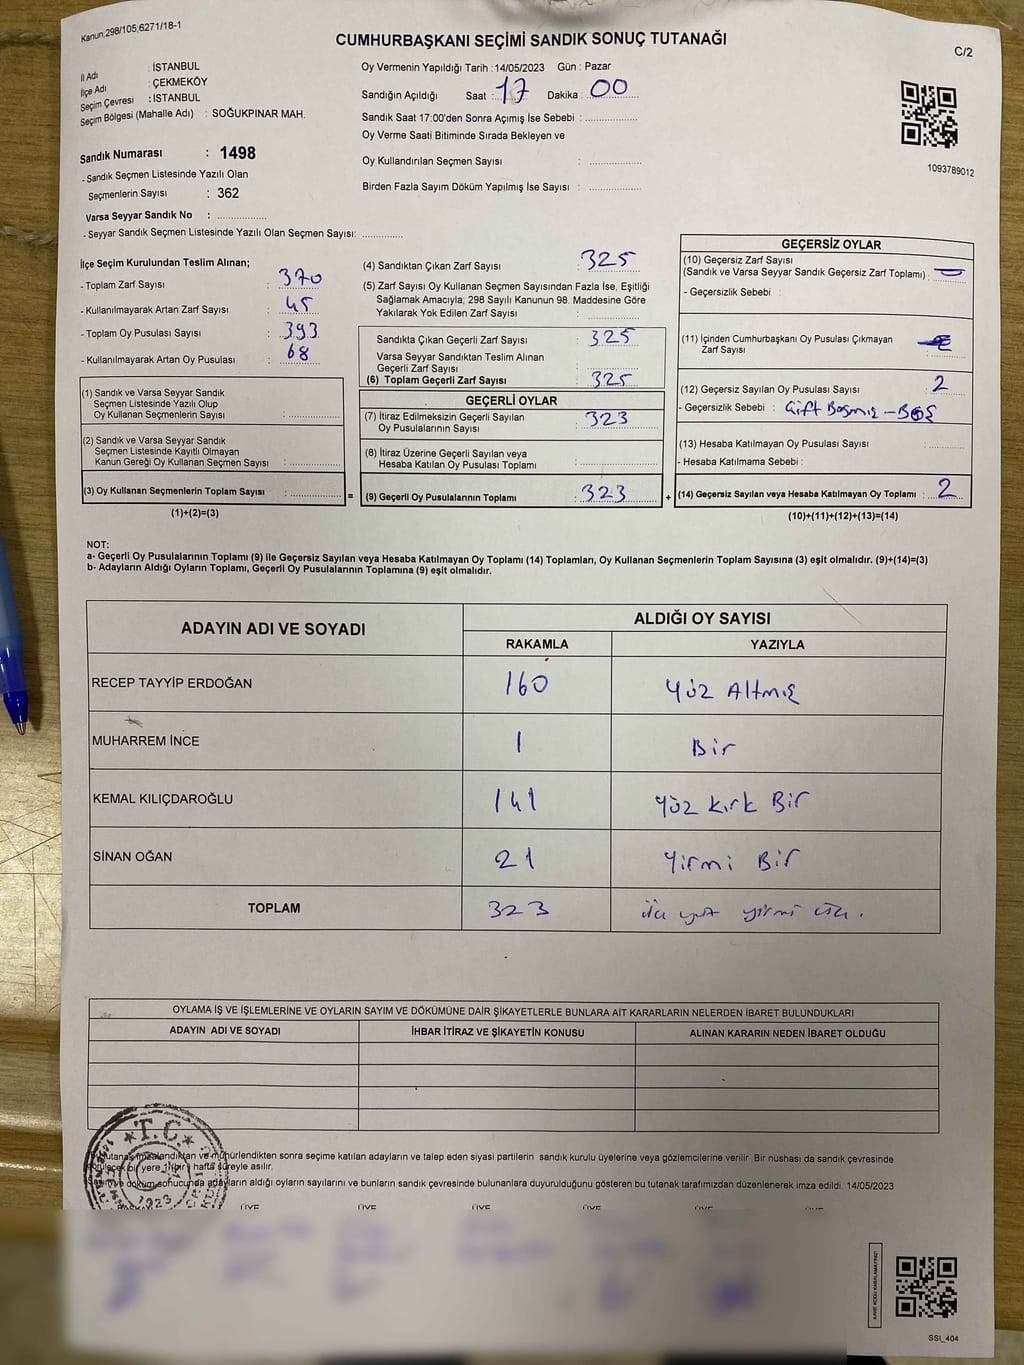 Kanun,298/105;6271/18-1
CUMHURBAŞKANI SEÇİMİ SANDIK SONUÇ TUTANAĞI
C/2
İl Adı : İSTANBUL
İlçe Adı : ÇEKMEKÖY
Seçim Çevresi : İSTANBUL
Seçim Bölgesi (Mahalle Adı) : SOĞUKPINAR MAH.
Sandık Numarası : 1498
- Sandık Seçmen Listesinde Yazılı Olan
Seçmenlerin Sayısı : 362
Varsa Seyyar Sandık No :
- Seyyar Sandık Seçmen Listesinde Yazılı Olan Seçmen Sayısı:
Oy Vermenin Yapıldığı Tarih : 14/05/2023 Gün : Pazar
Sandığın Açıldığı Saat : 17 Dakika : 00
Sandık Saat 17:00'den Sonra Açımış İse Sebebi :
Oy Verme Saati Bitiminde Sırada Bekleyen ve
Oy Kullandırılan Seçmen Sayısı :
Birden Fazla Sayım Döküm Yapılmış İse Sayısı :
1093789012
İlçe Seçim Kurulundan Teslim Alınan;
- Toplam Zarf Sayısı : 370
- Kullanılmayarak Artan Zarf Sayısı : 45
- Toplam Oy Pusulası Sayısı : 393
- Kullanılmayarak Artan Oy Pusulası : 68
(1) Sandık ve Varsa Seyyar Sandık
Seçmen Listesinde Yazılı Olup
Oy Kullanan Seçmenlerin Sayısı :
(2) Sandık ve Varsa Seyyar Sandık
Seçmen Listesinde Kayıtlı Olmayan
Kanun Gereği Oy Kullanan Seçmen Sayısı :
(3) Oy Kullanan Seçmenlerin Toplam Sayısı : =
(1)+(2)=(3)
(4) Sandıktan Çıkan Zarf Sayısı : 325
(5) Zarf Sayısı Oy Kullanan Seçmen Sayısından Fazla İse, Eşitliği
Sağlamak Amacıyla; 298 Sayılı Kanunun 98. Maddesine Göre
Yakılarak Yok Edilen Zarf Sayısı :
Sandıkta Çıkan Geçerli Zarf Sayısı : 325
Varsa Seyyar Sandıktan Teslim Alınan
Geçerli Zarf Sayısı :
(6) Toplam Geçerli Zarf Sayısı : 325
GEÇERLİ OYLAR
(7) İtiraz Edilmeksizin Geçerli Sayılan
Oy Pusulalarının Sayısı : 323
(8) İtiraz Üzerine Geçerli Sayılan veya
Hesaba Katılan Oy Pusulası Toplamı :
(9) Geçerli Oy Pusulalarının Toplamı : 323 +
GEÇERSİZ OYLAR
(10) Geçersiz Zarf Sayısı
(Sandık ve Varsa Seyyar Sandık Geçersiz Zarf Toplamı) :
- Geçersizlik Sebebi :
(11) İçinden Cumhurbaşkanı Oy Pusulası Çıkmayan
Zarf Sayısı :
(12) Geçersiz Sayılan Oy Pusulası Sayısı : 2
- Geçersizlik Sebebi : Çift Basmış - Boş
(13) Hesaba Katılmayan Oy Pusulası Sayısı :
- Hesaba Katılmama Sebebi :
(14) Geçersiz Sayılan veya Hesaba Katılmayan Oy Toplamı : 2
(10)+(11)+(12)+(13)=(14)
NOT:
a- Geçerli Oy Pusulalarının Toplamı (9) ile Geçersiz Sayılan veya Hesaba Katılmayan Oy Toplamı (14) Toplamları, Oy Kullanan Seçmenlerin Toplam Sayısına (3) eşit olmalıdır. (9)+(14)=(3)
b- Adayların Aldığı Oyların Toplamı, Geçerli Oy Pusulalarının Toplamına (9) eşit olmalıdır.
ADAYIN ADI VE SOYADI ALDIĞI OY SAYISI
RAKAMLA YAZIYLA
RECEP TAYYİP ERDOĞAN 160 Yüz Altmış
MUHARREM İNCE 1 Bir
KEMAL KILIÇDAROĞLU 141 Yüz Kırk Bir
SİNAN OĞAN 21 Yirmi Bir
TOPLAM 323 üç yüz yirmi üç.
OYLAMA İŞ VE İŞLEMLERİNE VE OYLARIN SAYIM VE DÖKÜMÜNE DAİR ŞİKAYETLERLE BUNLARA AİT KARARLARIN NELERDEN İBARET BULUNDUKLARI
ADAYIN ADI VE SOYADI İHBAR İTİRAZ VE ŞİKAYETİN KONUSU ALINAN KARARIN NEDEN İBARET OLDUĞU
T.C
1923
tutanak imzalandıktan ve mühürlendikten sonra seçime katılan adayların ve talep eden siyasi partilerin sandık kurulu üyelerine veya gözlemcilerine verilir. Bir nüshası da sandık çevresinde
görülecek bir yere 1(bir) hafta süreyle asılır.
Seçim ve döküm sonucunda adayların aldığı oyların sayılarını ve bunların sandık çevresinde bulunanlara duyurulduğunu gösteren bu tutanak tarafımızdan düzenlenerek imza edildi. 14/05/2023
ÜYE ÜYE ÜYE ÜYE ÜYE ÜYE
SSI_404